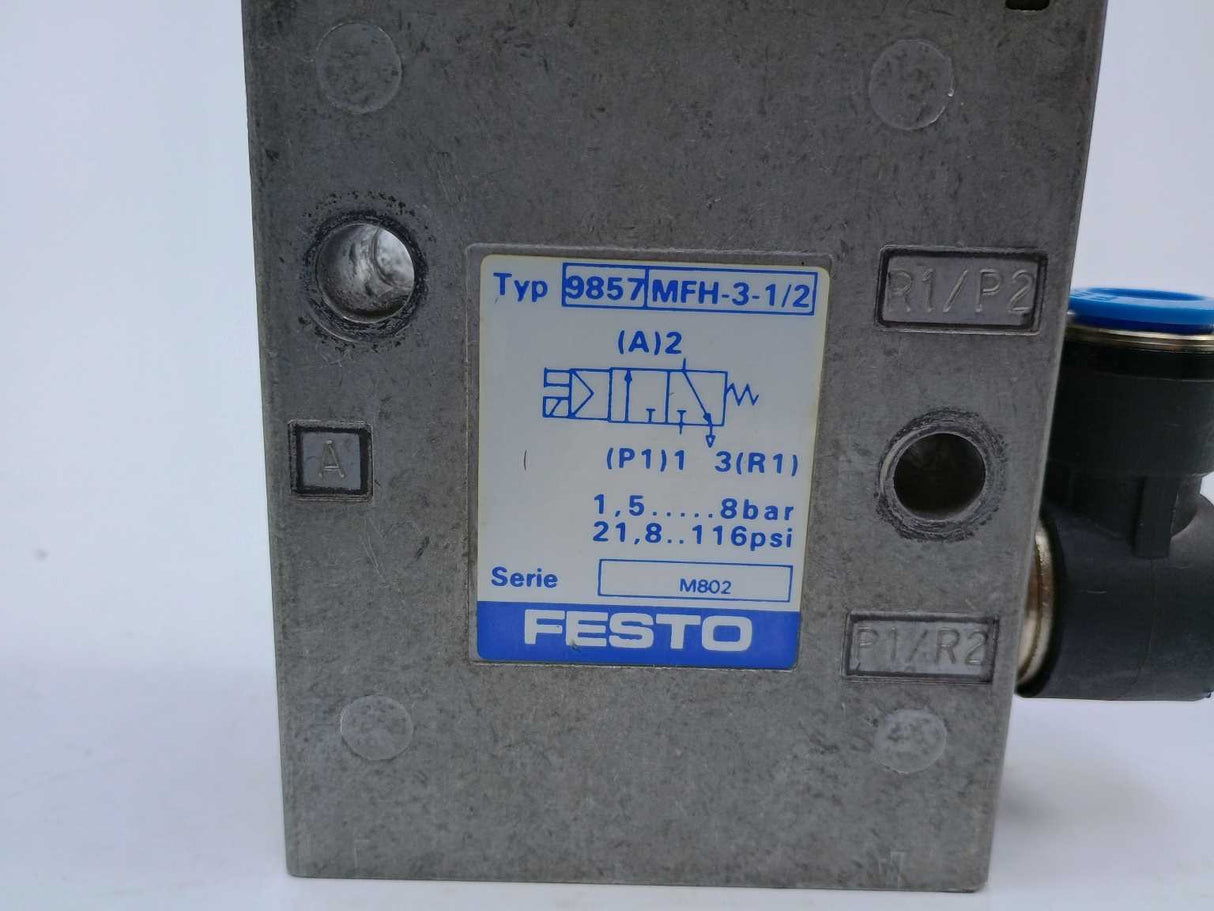 Typ 9857 MFH-3-1/2
R1/P2
(A)2
A
(P1)1 3(R1)
1,5.....8bar
21,8..116psi
Serie M802
FESTO
P1/R2